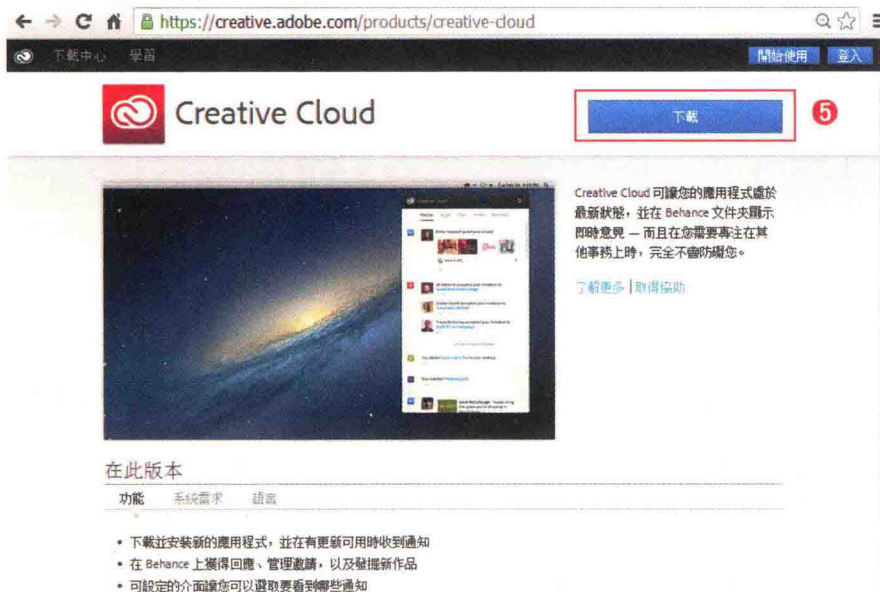 https://creative.adobe.com/products/creative-cloud
下載中心 學習 開始使用 登入
Creative Cloud 下載 5
Creative Cloud 可讓您的應用程式處於
最新狀態，並在 Behance 文件夾顯示
即時意見 — 而且在您需要專注在其
他事務上時，完全不會防礙您。
了解更多 | 取得協助
在此版本
功能 系統需求 語言
• 下載並安裝新的應用程式，並在有更新可用時收到通知
• 在 Behance 上獲得回應、管理邀請，以及發掘新作品
• 可設定的介面讓您可以選取要看到哪些通知